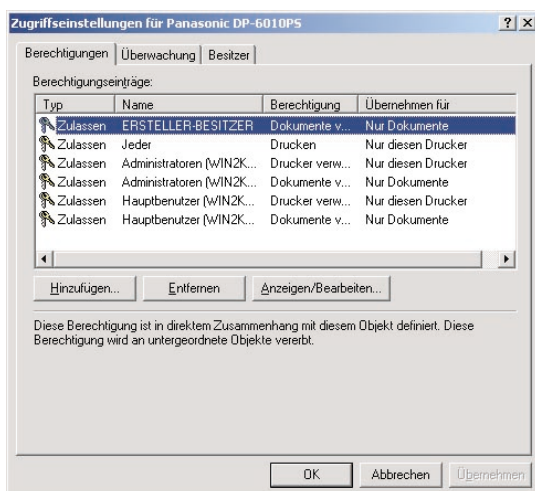 Zugriffseinstellungen für Panasonic DP-6010PS
Berechtigungen Überwachung Besitzer
Berechtigungseinträge:
Typ Name Berechtigung Übernehmen für
Zulassen ERSTELLER-BESITZER Dokumente v... Nur Dokumente
Zulassen Jeder Drucken Nur diesen Drucker
Zulassen Administratoren (WIN2K... Drucker verw... Nur diesen Drucker
Zulassen Administratoren (WIN2K... Dokumente v... Nur Dokumente
Zulassen Hauptbenutzer (WIN2K... Drucker verw... Nur diesen Drucker
Zulassen Hauptbenutzer (WIN2K... Dokumente v... Nur Dokumente
Hinzufügen... Entfernen Anzeigen/Bearbeiten...
Diese Berechtigung ist in direktem Zusammenhang mit diesem Objekt definiert. Diese
Berechtigung wird an untergeordnete Objekte vererbt.
OK Abbrechen Übernehmen